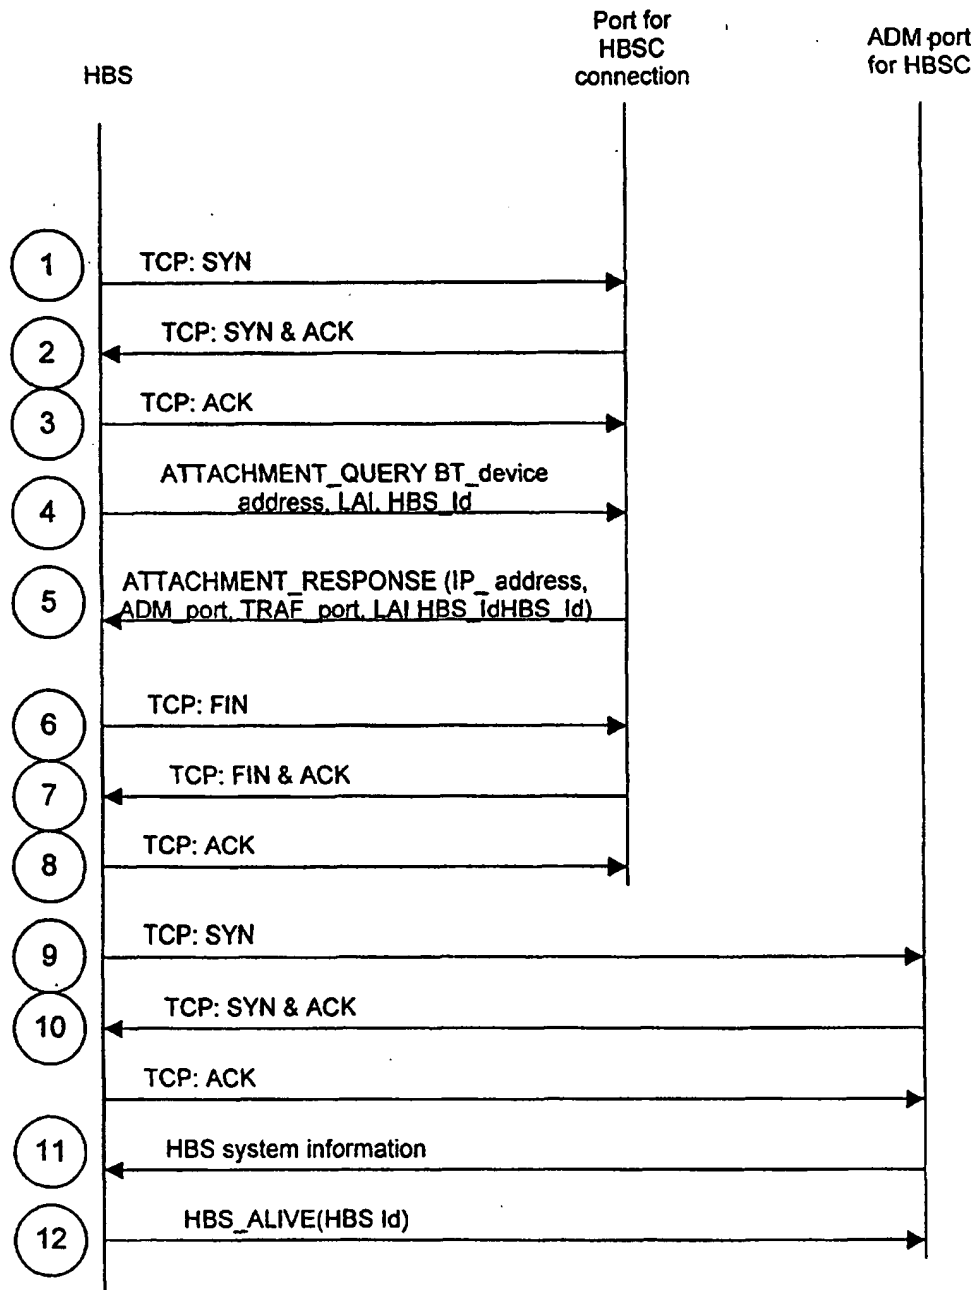 Port for
HBSC
connection
ADM port
for HBSC
HBS
1
TCP: SYN
2
TCP: SYN & ACK
3
TCP: ACK
4
ATTACHMENT_QUERY BT_device
address, LAI, HBS_Id
5
ATTACHMENT_RESPONSE (IP_ address,
ADM_port, TRAF_port, LAI HBS_IdHBS_Id)
6
TCP: FIN
7
TCP: FIN & ACK
8
TCP: ACK
9
TCP: SYN
10
TCP: SYN & ACK
TCP: ACK
11
HBS system information
12
HBS_ALIVE(HBS Id)